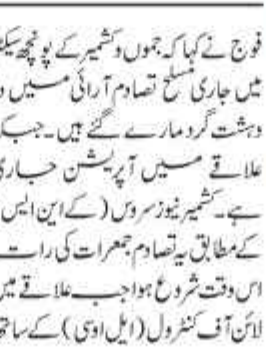 فوج نے کہا کہ جموں و کشمیر کے پونچھ سیکٹر
میں جاری مسلح تصادم آرائی میں د
دہشت گرد مارے گئے ہیں۔ جبکہ
علاقے میں آپریشن جاری
ہے۔ کشمیر نیوز سروس (کے این ایس
کے مطابق یہ تصادم جمعرات کی رات
اس وقت شروع ہوا جب علاقے میں
لائن آف کنٹرول (ایل او سی) کے ساتھ